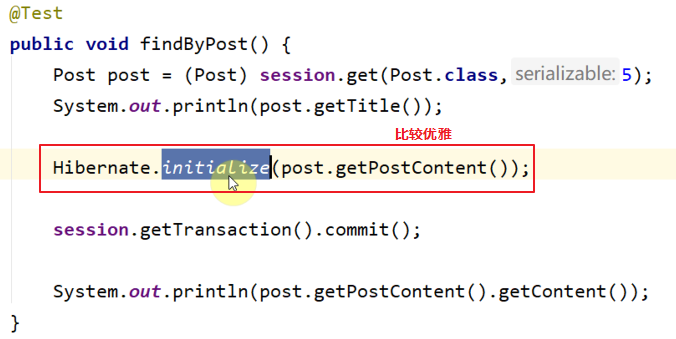 @Test
public void findByPost() {
Post post = (Post) session.get(Post.class, serializable: 5);
System.out.println(post.getTitle());
比较优雅
Hibernate.initialize(post.getPostContent());
session.getTransaction().commit();
System.out.println(post.getPostContent().getContent());
}